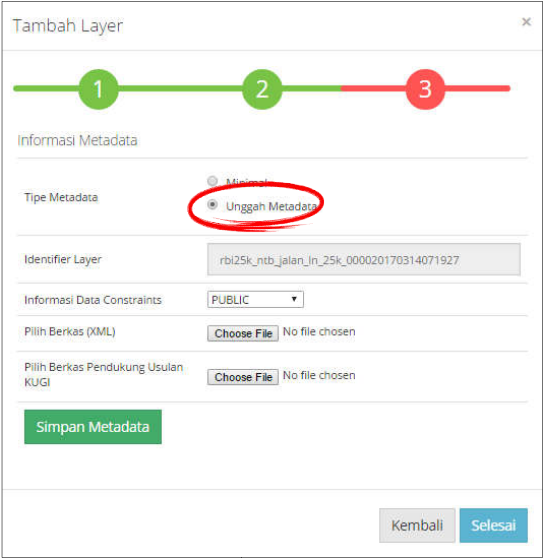 Tambah Layer ×
1 2 3
Informasi Metadata
Minimal
Tipe Metadata
Unggah Metadata
Identifier Layer rbi25k_ntb_jalan_ln_25k_000020170314071927
Informasi Data Constraints PUBLIC
Pilih Berkas (XML) Choose File No file chosen
Pilih Berkas Pendukung Usulan
KUGI Choose File No file chosen
Simpan Metadata
Kembali Selesai